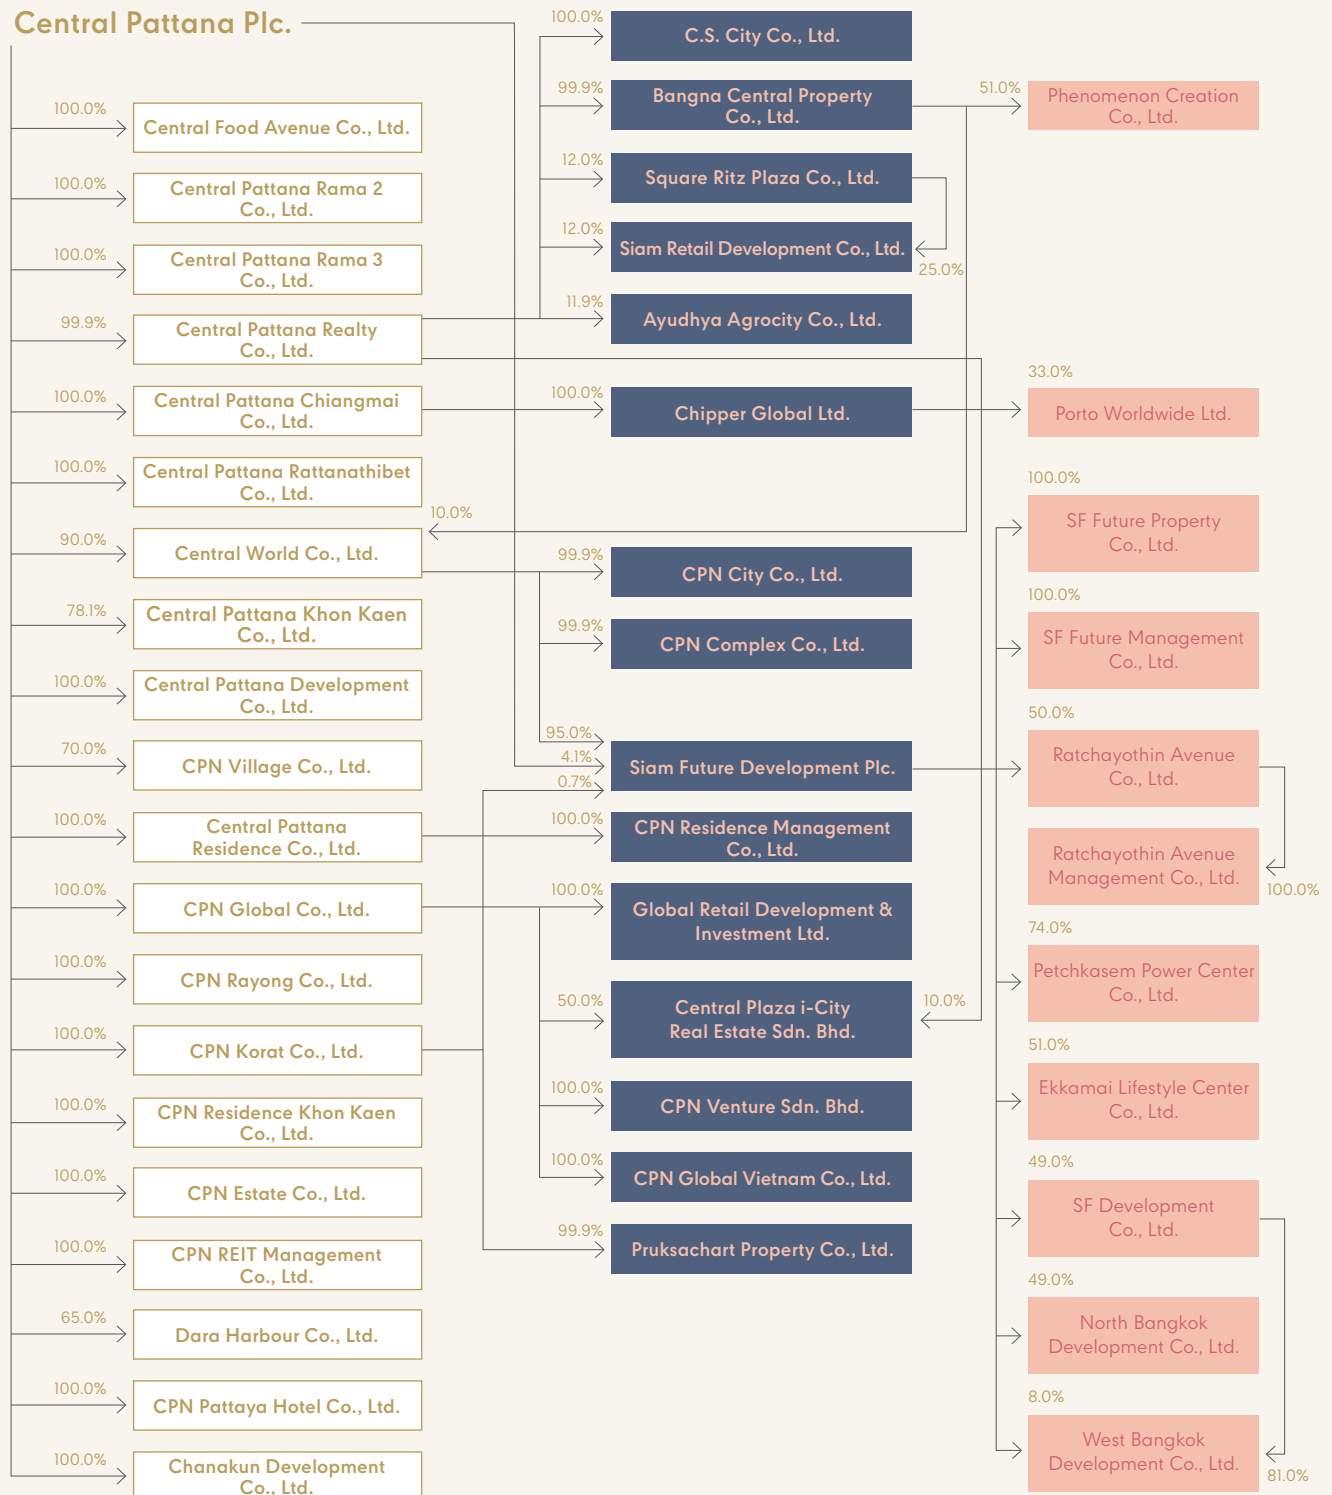 Central Pattana Plc.
100.0%
Central Food Avenue Co., Ltd.
100.0%
Central Pattana Rama 2
Co., Ltd.
100.0%
Central Pattana Rama 3
Co., Ltd.
99.9%
Central Pattana Realty
Co., Ltd.
100.0%
Central Pattana Chiangmai
Co., Ltd.
100.0%
Central Pattana Rattanathibet
Co., Ltd.
90.0%
Central World Co., Ltd.
10.0%
78.1%
Central Pattana Khon Kaen
Co., Ltd.
100.0%
Central Pattana Development
Co., Ltd.
70.0%
CPN Village Co., Ltd.
100.0%
Central Pattana
Residence Co., Ltd.
100.0%
CPN Global Co., Ltd.
100.0%
CPN Rayong Co., Ltd.
100.0%
CPN Korat Co., Ltd.
100.0%
CPN Residence Khon Kaen
Co., Ltd.
100.0%
CPN Estate Co., Ltd.
100.0%
CPN REIT Management
Co., Ltd.
65.0%
Dara Harbour Co., Ltd.
100.0%
CPN Pattaya Hotel Co., Ltd.
100.0%
Chanakun Development
Co., Ltd.
100.0%
C.S. City Co., Ltd.
99.9%
Bangna Central Property
Co., Ltd.
12.0%
Square Ritz Plaza Co., Ltd.
12.0%
Siam Retail Development Co., Ltd.
25.0%
11.9%
Ayudhya Agrocity Co., Ltd.
100.0%
Chipper Global Ltd.
99.9%
CPN City Co., Ltd.
99.9%
CPN Complex Co., Ltd.
95.0%
4.1%
0.7%
Siam Future Development Plc.
100.0%
CPN Residence Management
Co., Ltd.
100.0%
Global Retail Development &
Investment Ltd.
50.0%
Central Plaza i-City
Real Estate Sdn. Bhd.
10.0%
100.0%
CPN Venture Sdn. Bhd.
100.0%
CPN Global Vietnam Co., Ltd.
99.9%
Pruksachart Property Co., Ltd.
51.0%
Phenomenon Creation
Co., Ltd.
33.0%
Porto Worldwide Ltd.
100.0%
SF Future Property
Co., Ltd.
100.0%
SF Future Management
Co., Ltd.
50.0%
Ratchayothin Avenue
Co., Ltd.
Ratchayothin Avenue
Management Co., Ltd.
100.0%
74.0%
Petchkasem Power Center
Co., Ltd.
51.0%
Ekkamai Lifestyle Center
Co., Ltd.
49.0%
SF Development
Co., Ltd.
49.0%
North Bangkok
Development Co., Ltd.
8.0%
West Bangkok
Development Co., Ltd.
81.0%